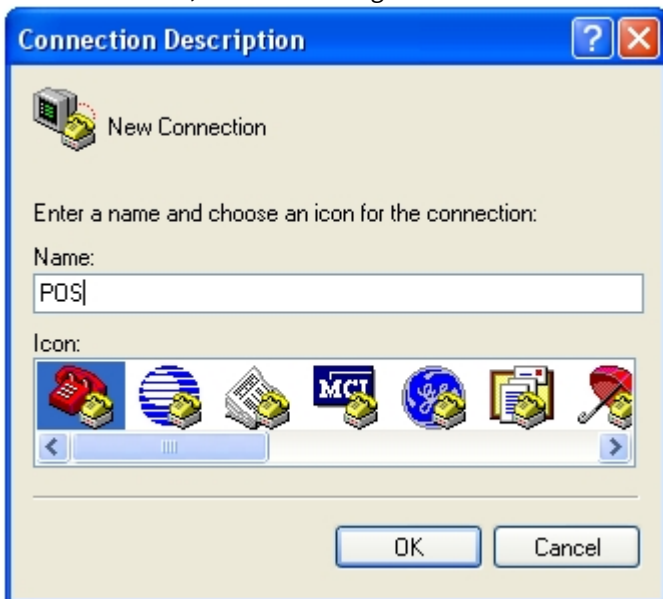 Connection Description
New Connection
Enter a name and choose an icon for the connection:
Name:
POS
Icon:
MCI
OK Cancel